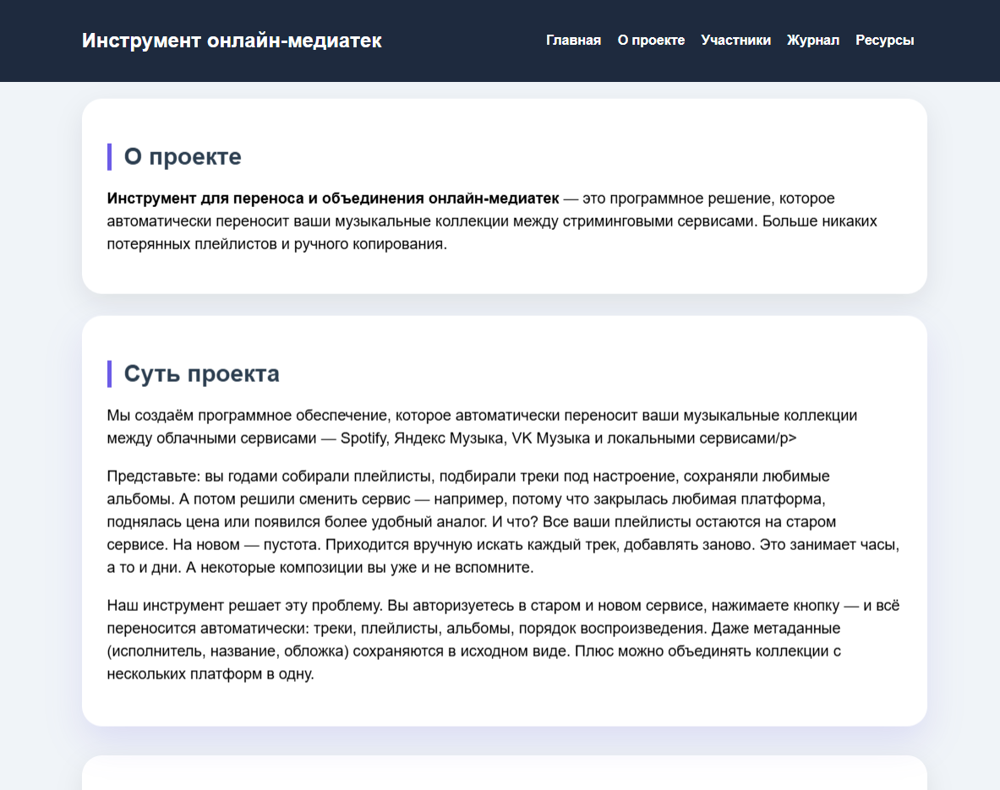 Инструмент онлайн-медиатек
Главная О проекте Участники Журнал Ресурсы
О проекте
Инструмент для переноса и объединения онлайн-медиатек — это программное решение, которое
автоматически переносит ваши музыкальные коллекции между стриминговыми сервисами. Больше никаких
потерянных плейлистов и ручного копирования.
Суть проекта
Мы создаём программное обеспечение, которое автоматически переносит ваши музыкальные коллекции
между облачными сервисами — Spotify, Яндекс Музыка, VK Музыка и локальными сервисами/p>
Представьте: вы годами собирали плейлисты, подбирали треки под настроение, сохраняли любимые
альбомы. А потом решили сменить сервис — например, потому что закрылась любимая платформа,
поднялась цена или появился более удобный аналог. И что? Все ваши плейлисты остаются на старом
сервисе. На новом — пустота. Приходится вручную искать каждый трек, добавлять заново. Это занимает часы,
а то и дни. А некоторые композиции вы уже и не вспомните.
Наш инструмент решает эту проблему. Вы авторизуетесь в старом и новом сервисе, нажимаете кнопку — и всё
переносится автоматически: треки, плейлисты, альбомы, порядок воспроизведения. Даже метаданные
(исполнитель, название, обложка) сохраняются в исходном виде. Плюс можно объединять коллекции с
нескольких платформ в одну.